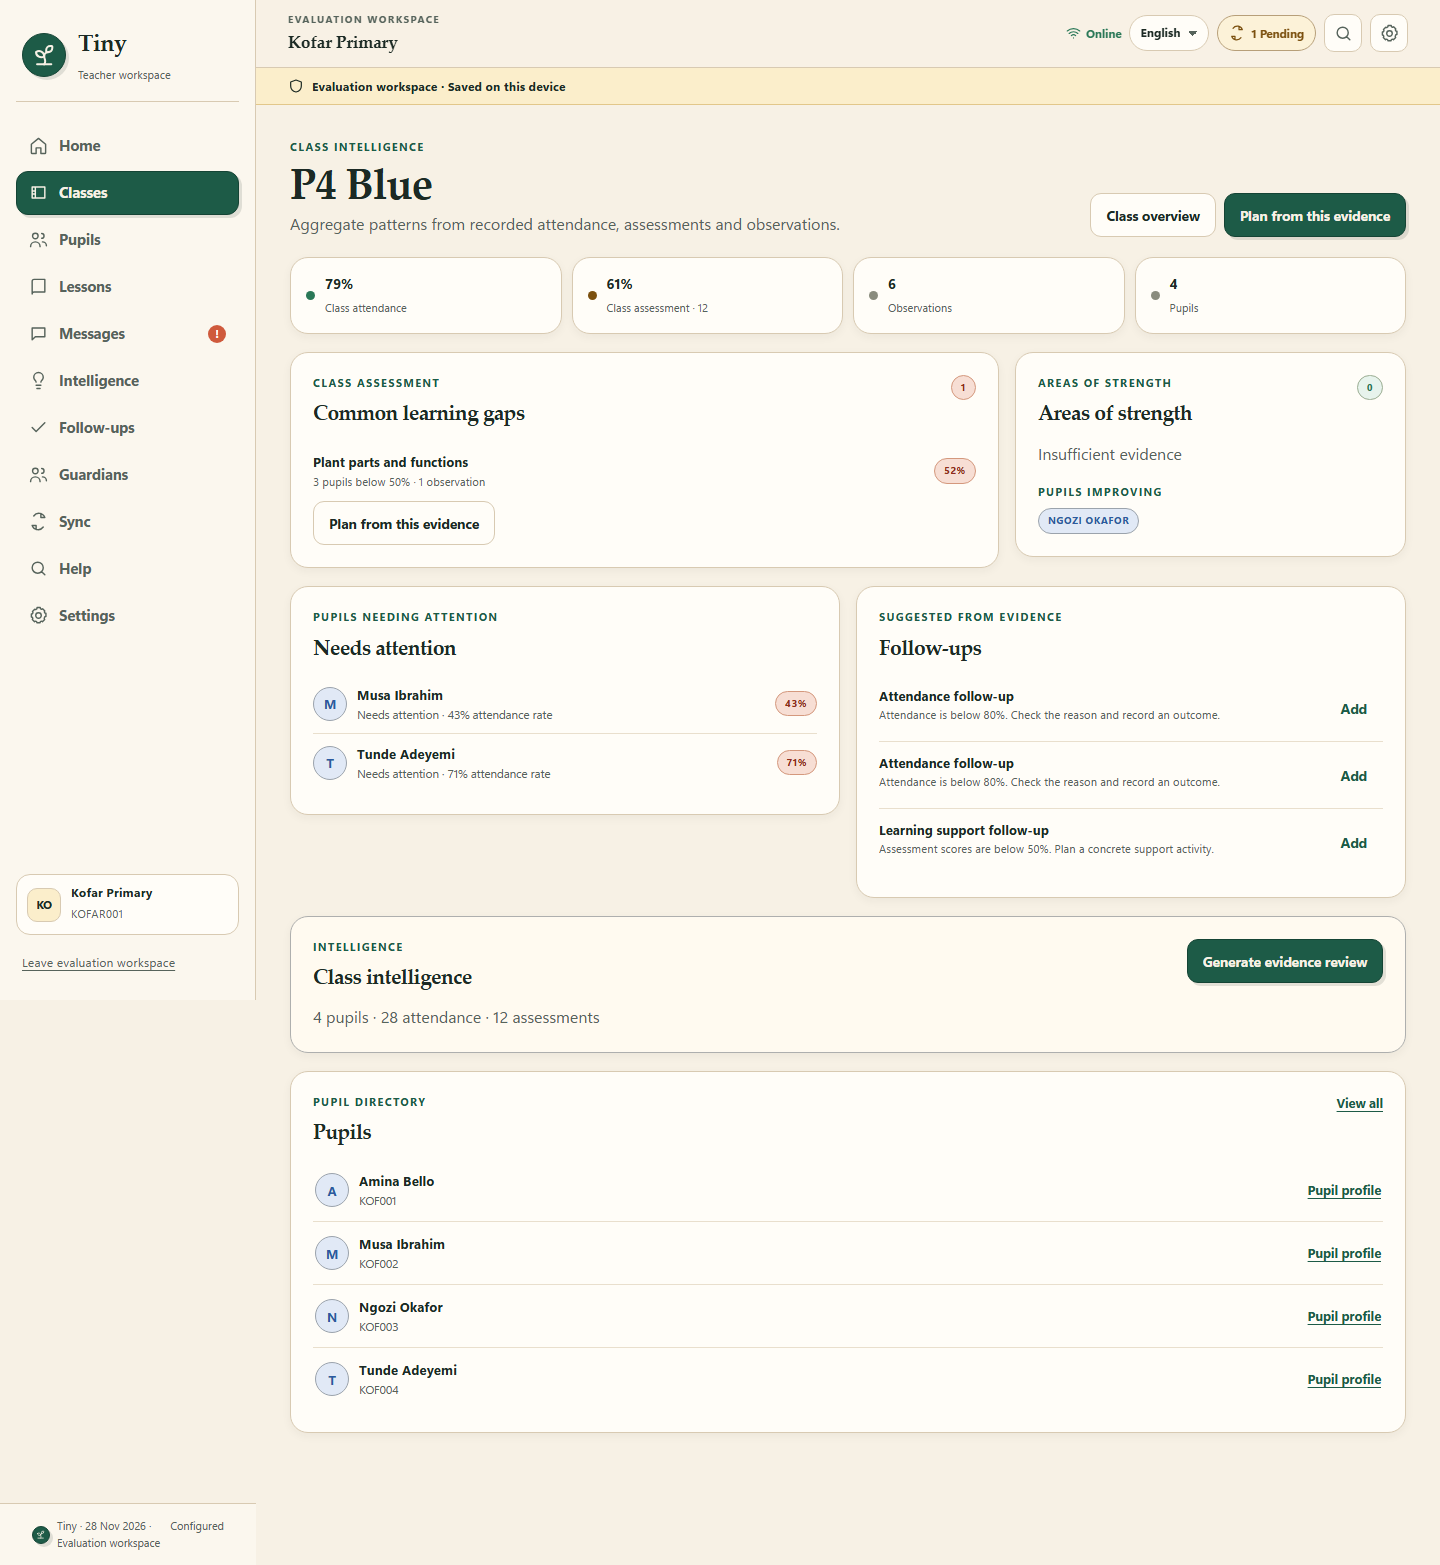 Tiny
Teacher workspace
Home
Classes
Pupils
Lessons
Messages
!
Intelligence
Follow-ups
Guardians
Sync
Help
Settings
KO
Kofar Primary
KOFAR001
Leave evaluation workspace
Tiny · 28 Nov 2026 ·
Evaluation workspace
Configured
EVALUATION WORKSPACE
Kofar Primary
Online
English
1 Pending
Evaluation workspace · Saved on this device
CLASS INTELLIGENCE
P4 Blue
Aggregate patterns from recorded attendance, assessments and observations.
Class overview
Plan from this evidence
79%
Class attendance
61%
Class assessment · 12
6
Observations
4
Pupils
CLASS ASSESSMENT
1
Common learning gaps
Plant parts and functions
3 pupils below 50% · 1 observation
52%
Plan from this evidence
AREAS OF STRENGTH
0
Areas of strength
Insufficient evidence
PUPILS IMPROVING
NGOZI OKAFOR
PUPILS NEEDING ATTENTION
Needs attention
M
Musa Ibrahim
Needs attention · 43% attendance rate
43%
T
Tunde Adeyemi
Needs attention · 71% attendance rate
71%
SUGGESTED FROM EVIDENCE
Follow-ups
Attendance follow-up
Attendance is below 80%. Check the reason and record an outcome.
Add
Attendance follow-up
Attendance is below 80%. Check the reason and record an outcome.
Add
Learning support follow-up
Assessment scores are below 50%. Plan a concrete support activity.
Add
INTELLIGENCE
Class intelligence
4 pupils · 28 attendance · 12 assessments
Generate evidence review
PUPIL DIRECTORY
Pupils
View all
A
Amina Bello
KOF001
Pupil profile
M
Musa Ibrahim
KOF002
Pupil profile
N
Ngozi Okafor
KOF003
Pupil profile
T
Tunde Adeyemi
KOF004
Pupil profile